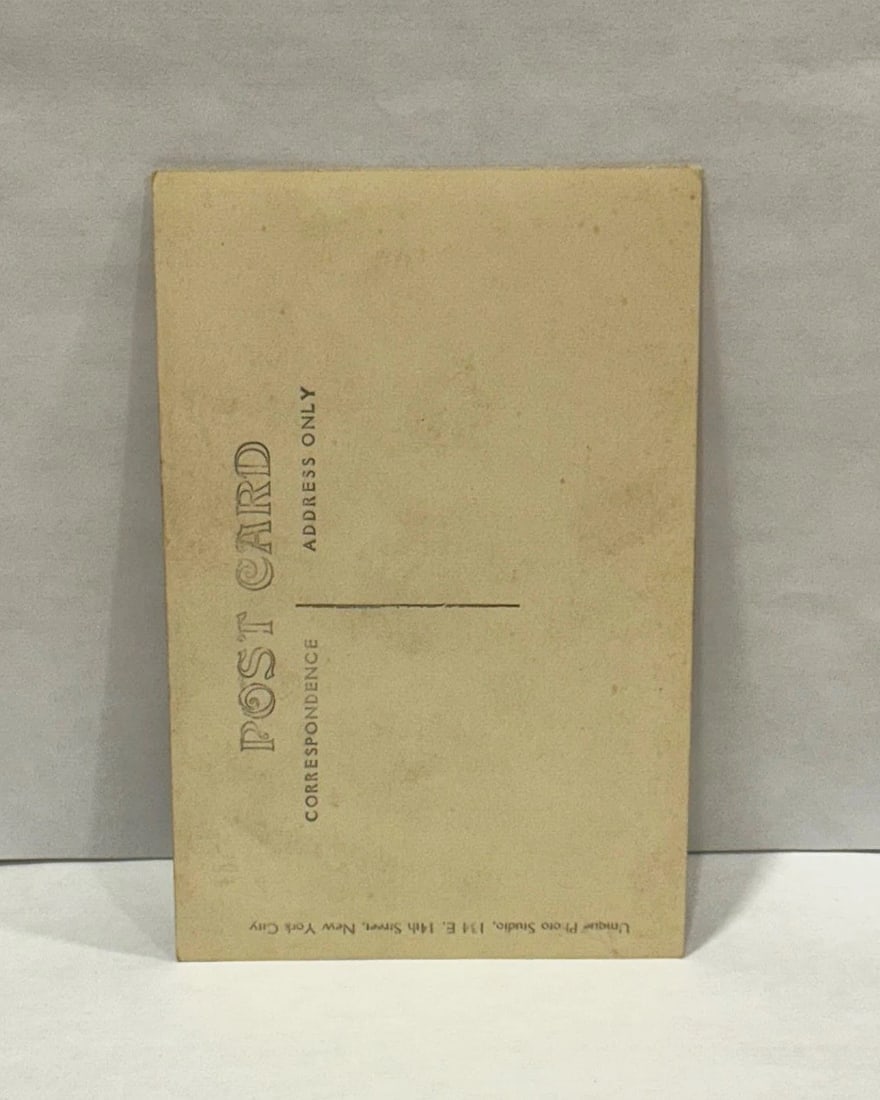 POST CARD
CORRESPONDENCE
ADDRESS ONLY
Unique Photo Studio, 134 E. 14th Street, New York City